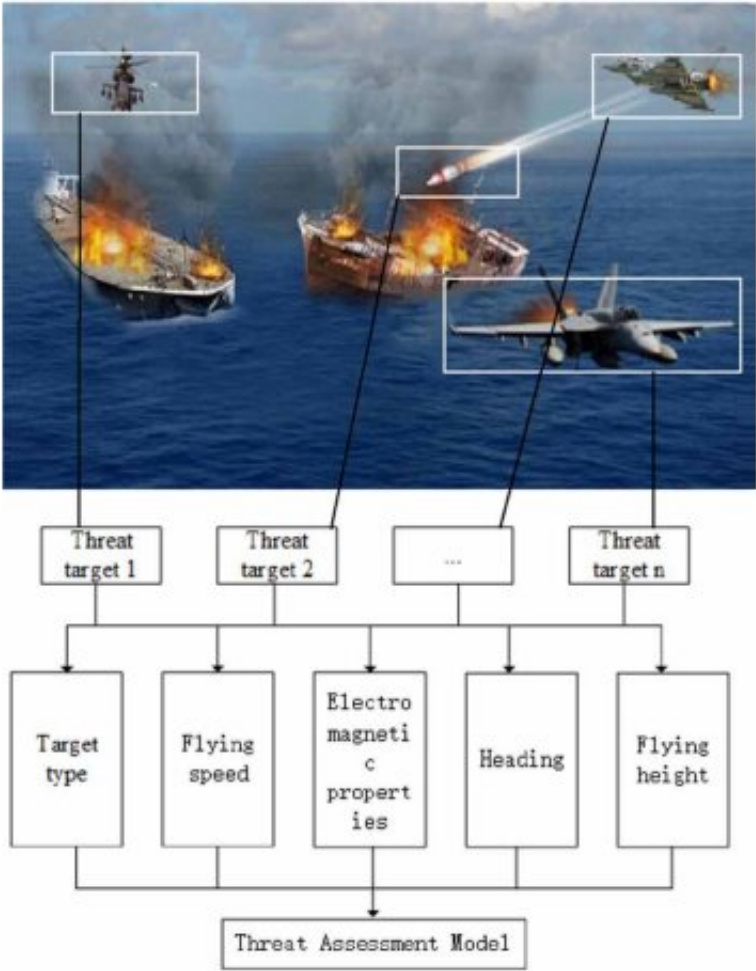 Threat
target 1
Threat
target 2
...
Threat
target n
Target
type
Flying
speed
Electro
magneti
c
propert
ies
Heading
Flying
height
Threat Assessment Model